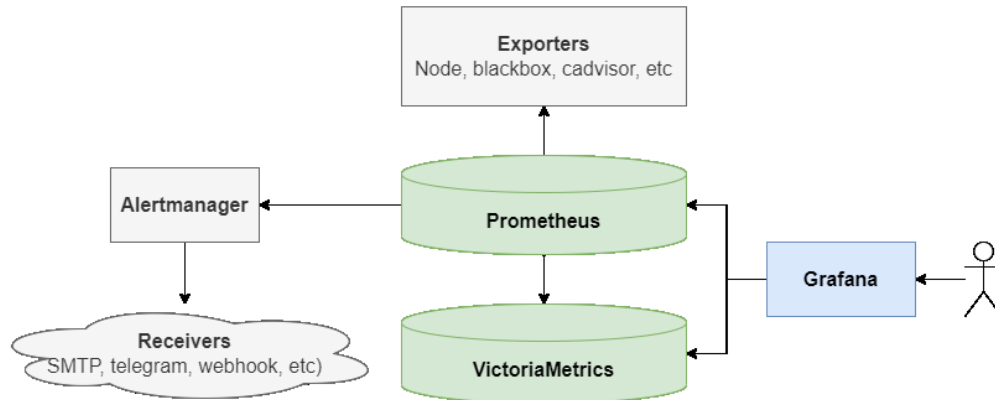 Exporters
Node, blackbox, cadvisor, etc
Alertmanager
Prometheus
Grafana
Receivers
SMTP, telegram, webhook, etc)
VictoriaMetrics